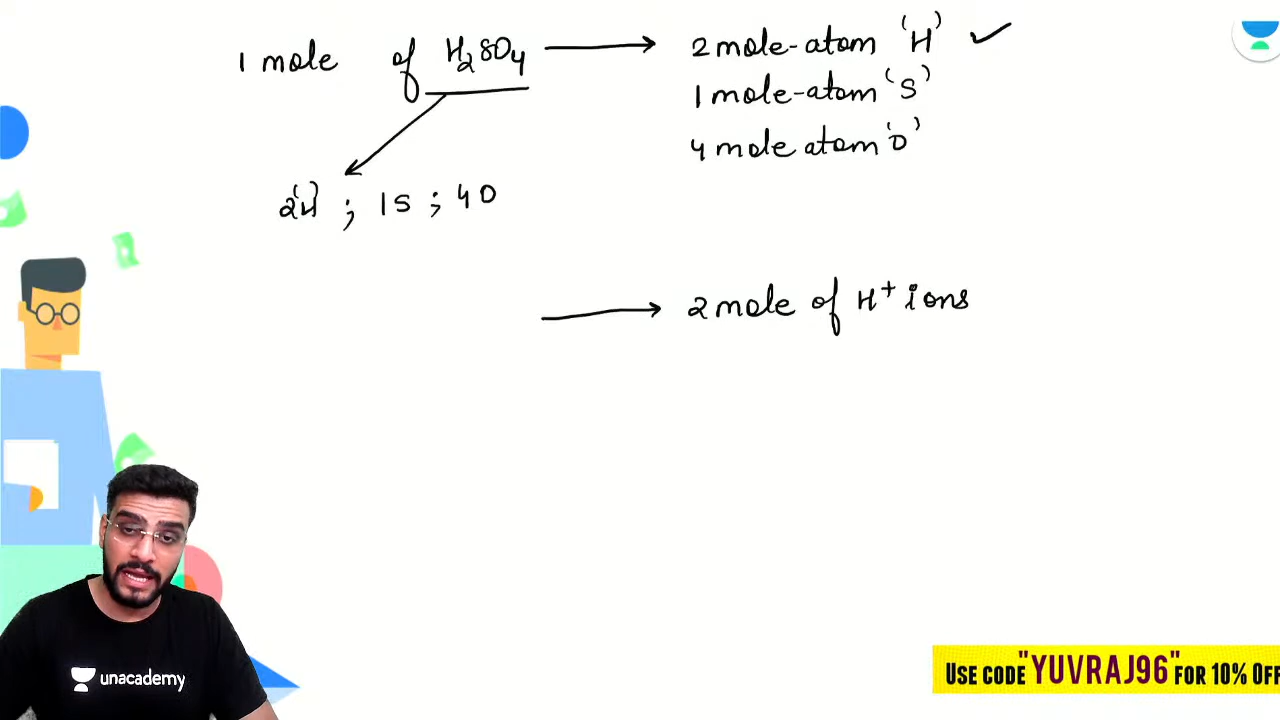 1 mole of H2SO4 → 2 mole-atom 'H' ✓
1 mole-atom 'S'
4 mole atom 'O'
2'H' ; 1S ; 4O
→ 2 mole of H+ ions
unacademy
USE CODE "YUVRAJ96" FOR 10% OFF